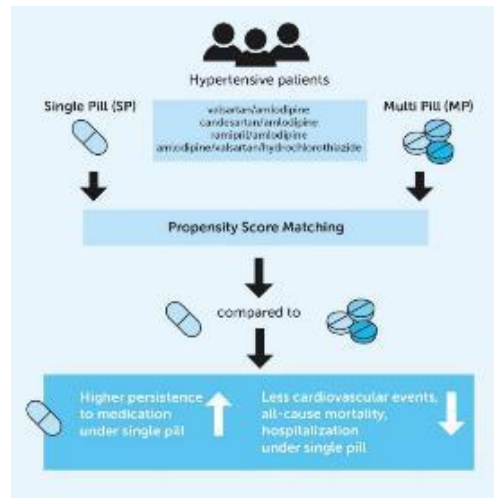 Hypertensive patients
Single Pill (SP)
valsartan/amlodipine
candesartan/amlodipine
ramipril/amlodipine
amlodipine/valsartan/hydrochlorothiazide
Multi Pill (MP)
Propensity Score Matching
compared to
Higher persistence
to medication
under single pill
Less cardiovascular events,
all-cause mortality,
hospitalization
under single pill